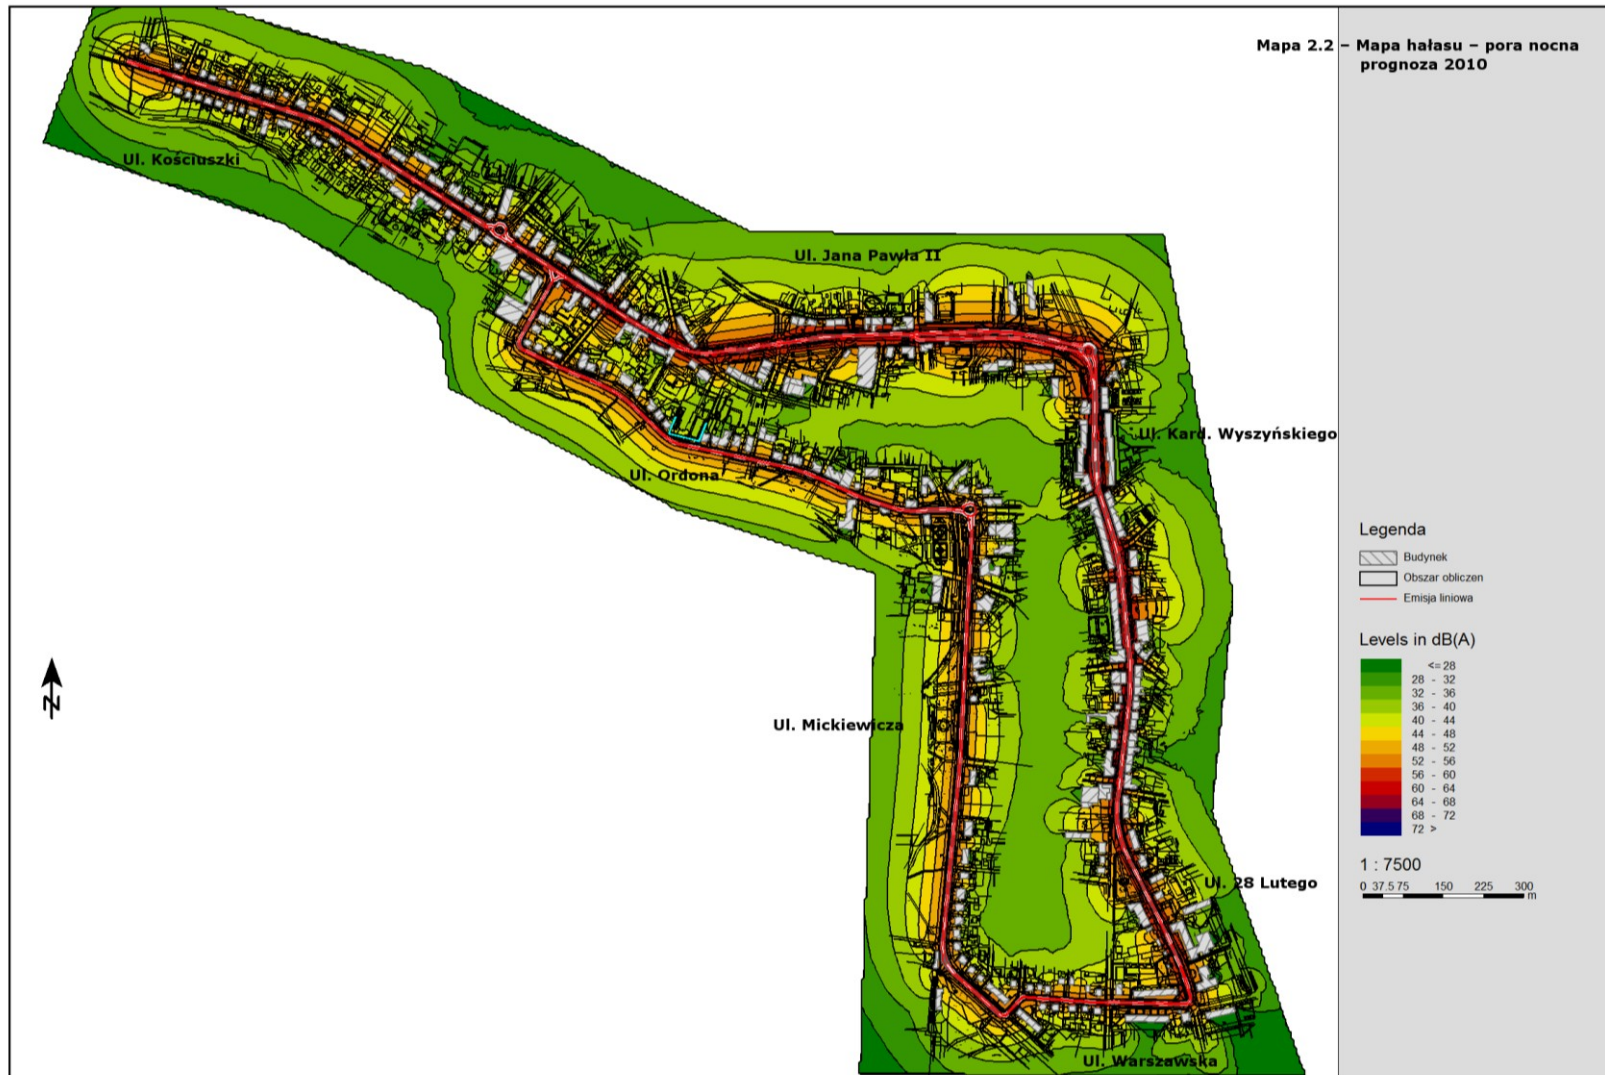 Mapa 2.2 – Mapa hałasu – pora nocna
prognoza 2010
Ul. Kościuszki
Ul. Jana Pawła II
Ul. Kard. Wyszyńskiego
Ul. Ordona
Ul. Mickiewicza
Ul. 28 Lutego
Ul. Warszawska
N
Legenda
Budynek
Obszar obliczen
Emisja liniowa
Levels in dB(A)
<= 28
28 - 32
32 - 36
36 - 40
40 - 44
44 - 48
48 - 52
52 - 56
56 - 60
60 - 64
64 - 68
68 - 72
72 >
1 : 7500
0 37.5 75 150 225 300
m